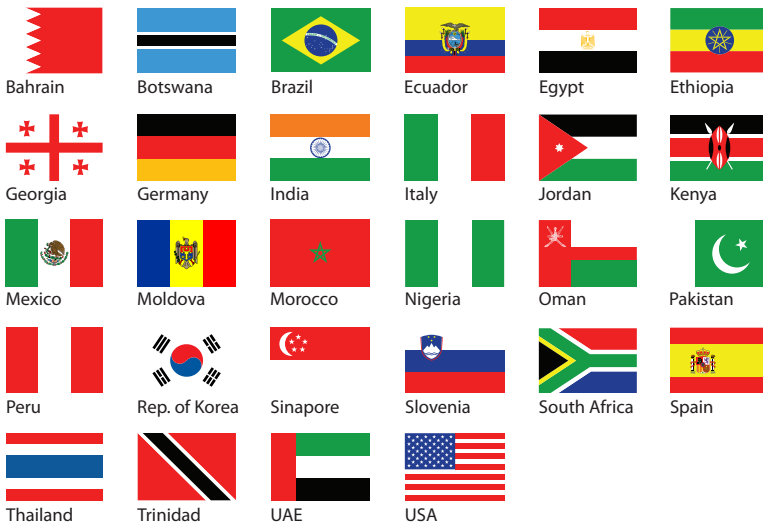 Bahrain
Botswana
Brazil
Ecuador
Egypt
Ethiopia
Georgia
Germany
India
Italy
Jordan
Kenya
Mexico
Moldova
Morocco
Nigeria
Oman
Pakistan
Peru
Rep. of Korea
Sinapore
Slovenia
South Africa
Spain
Thailand
Trinidad
UAE
USA